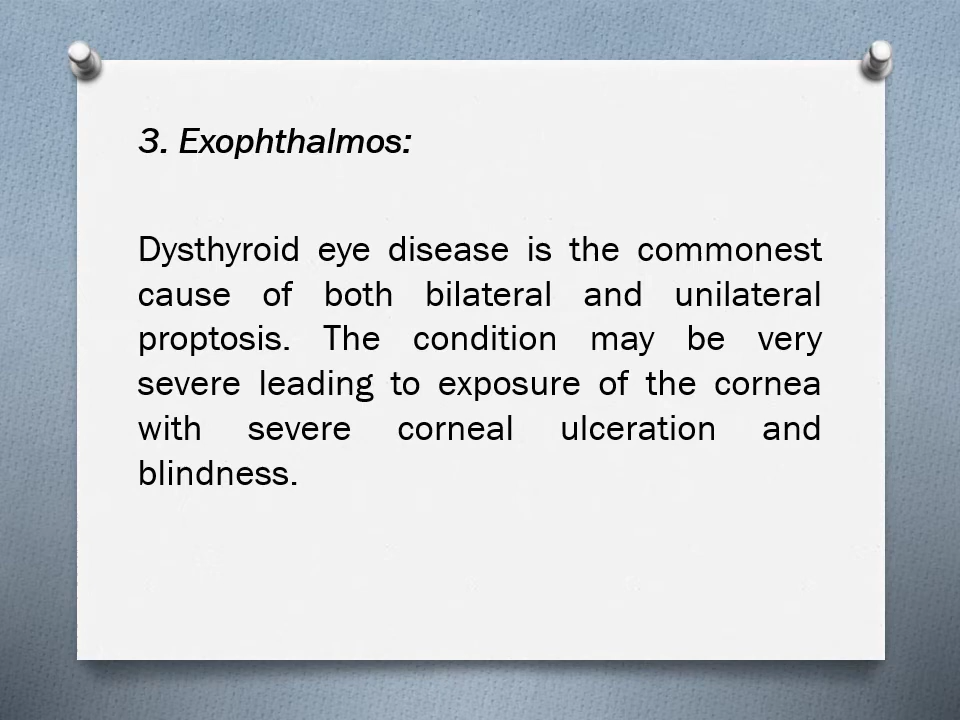 3. Exophthalmos:
Dysthyroid eye disease is the commonest
cause of both bilateral and unilateral
proptosis. The condition may be very
severe leading to exposure of the cornea
with severe corneal ulceration and
blindness.